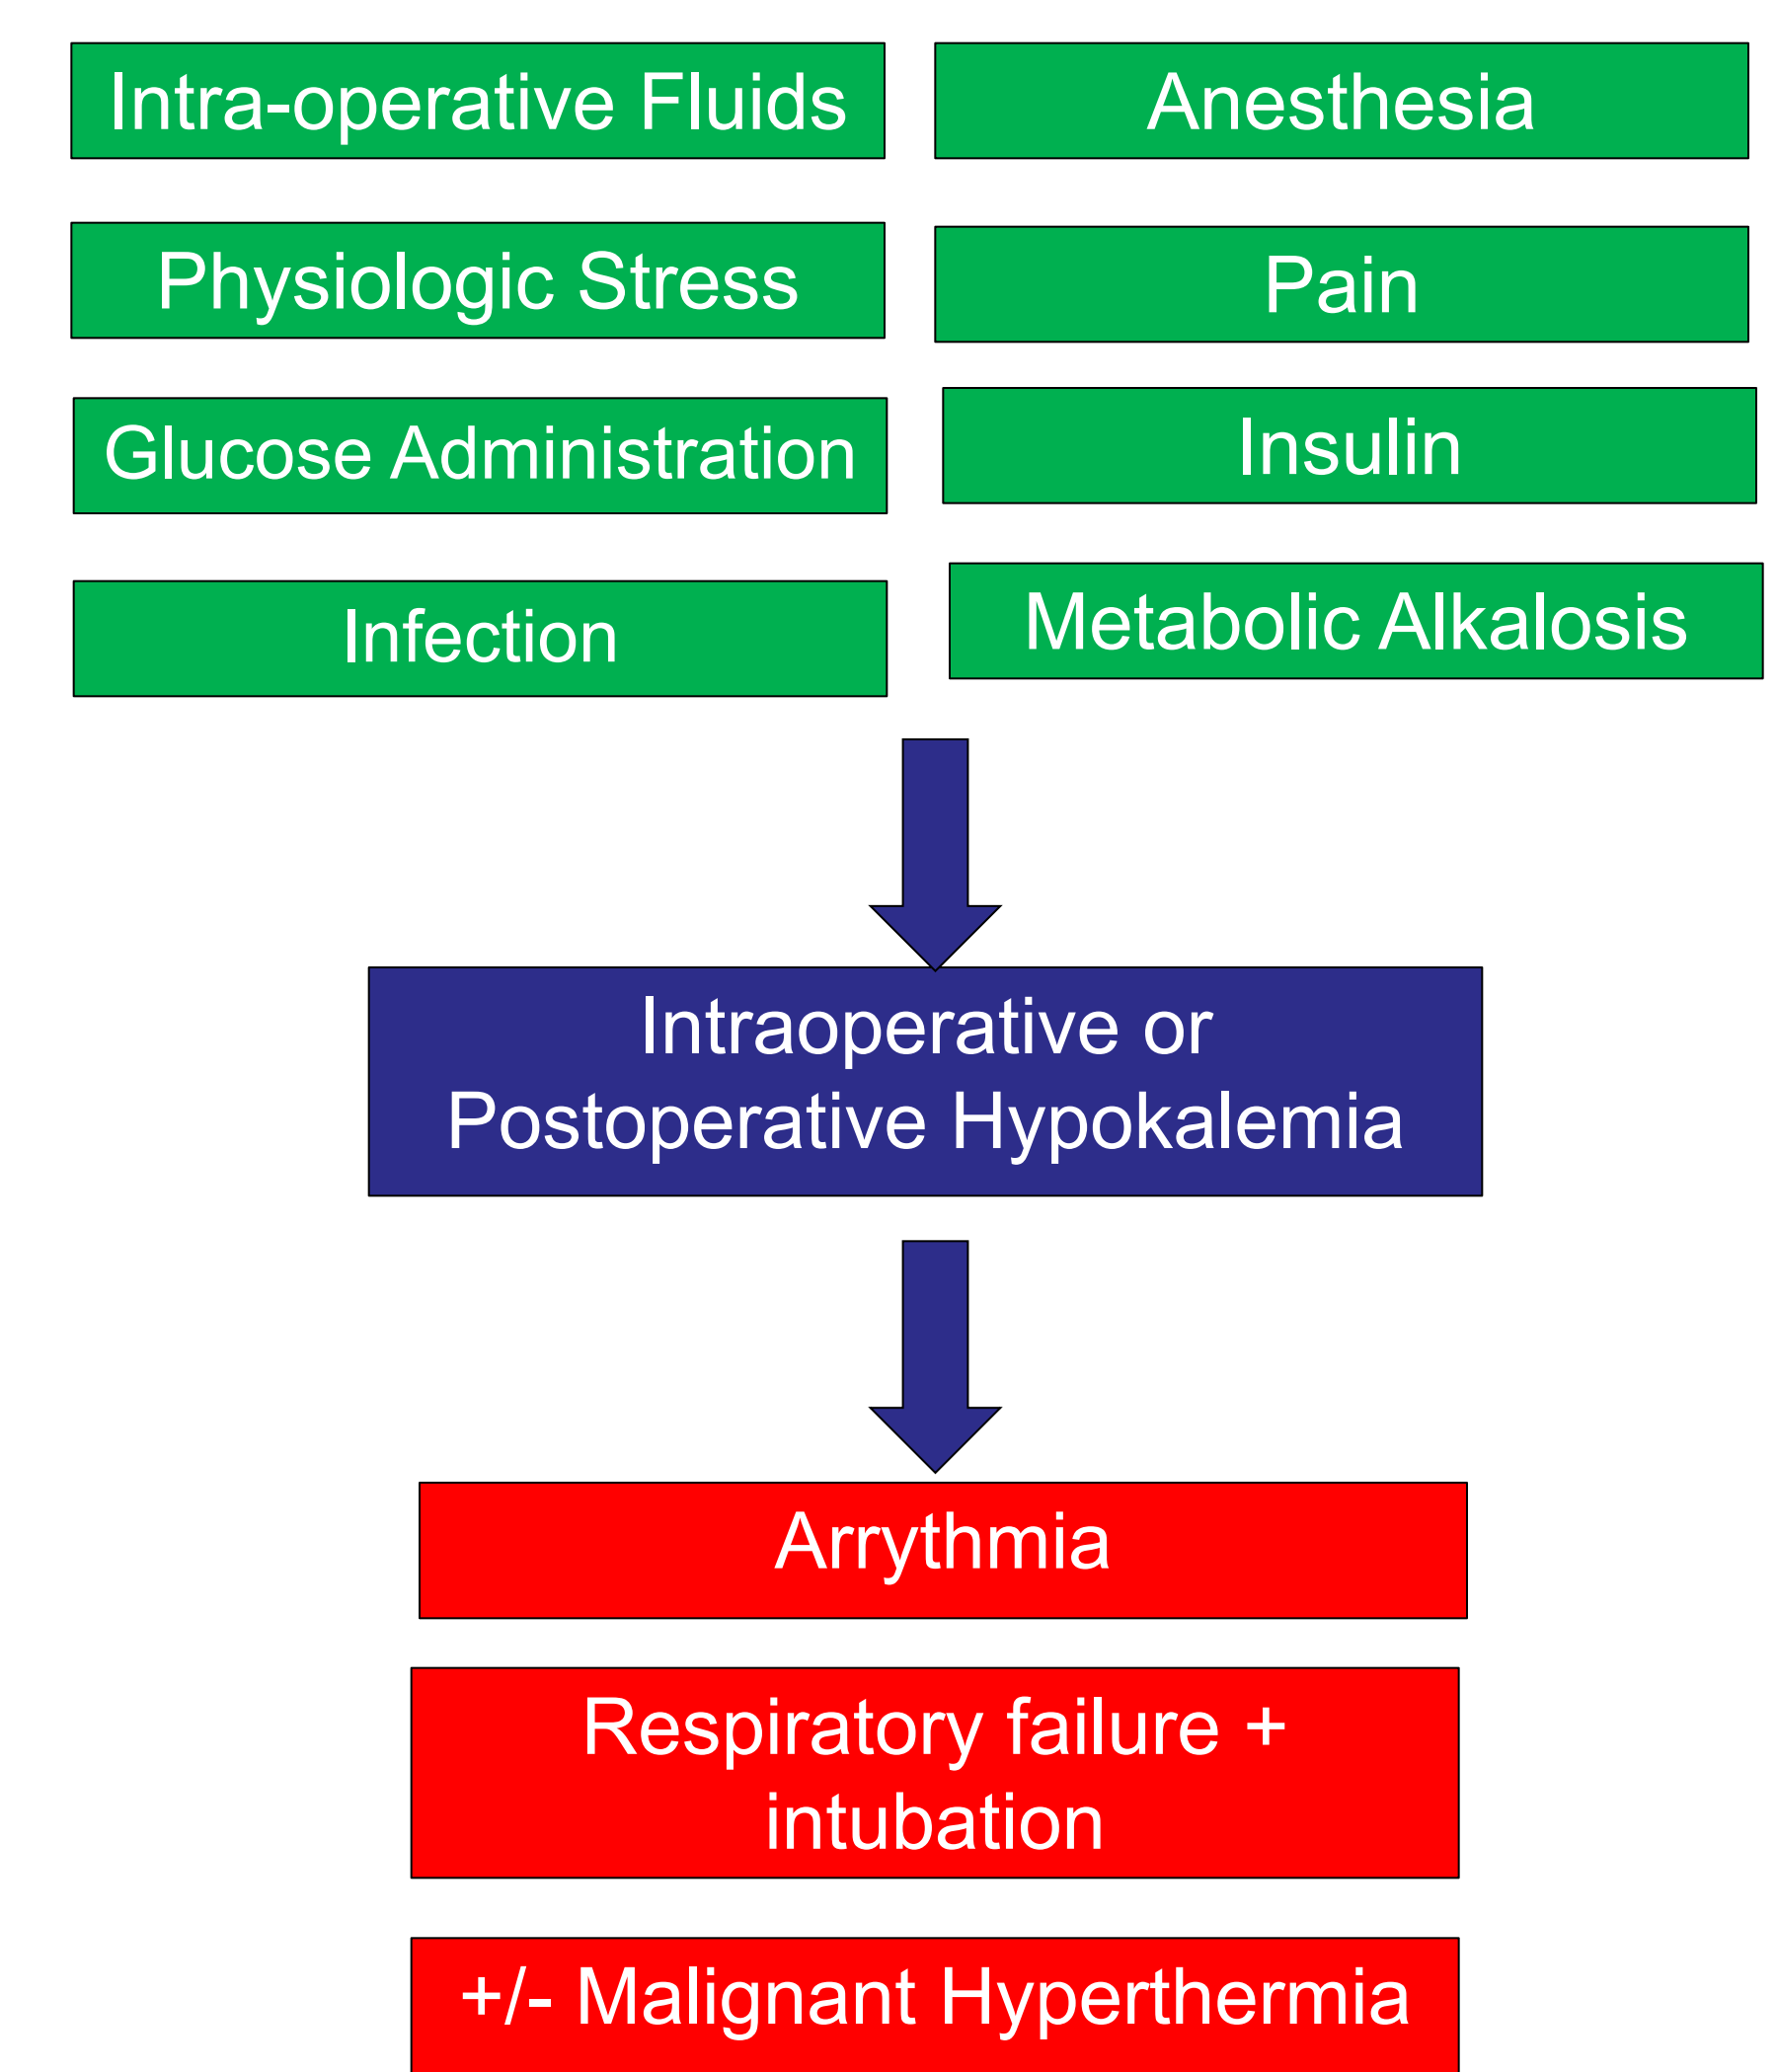 Intra-operative Fluids
Anesthesia
Physiologic Stress
Pain
Glucose Administration
Insulin
Infection
Metabolic Alkalosis
Intraoperative or
Postoperative Hypokalemia
Arrythmia
Respiratory failure +
intubation
+/- Malignant Hyperthermia